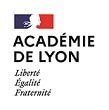 ACADÉMIE
DE LYON
Liberté
Égalité
Fraternité